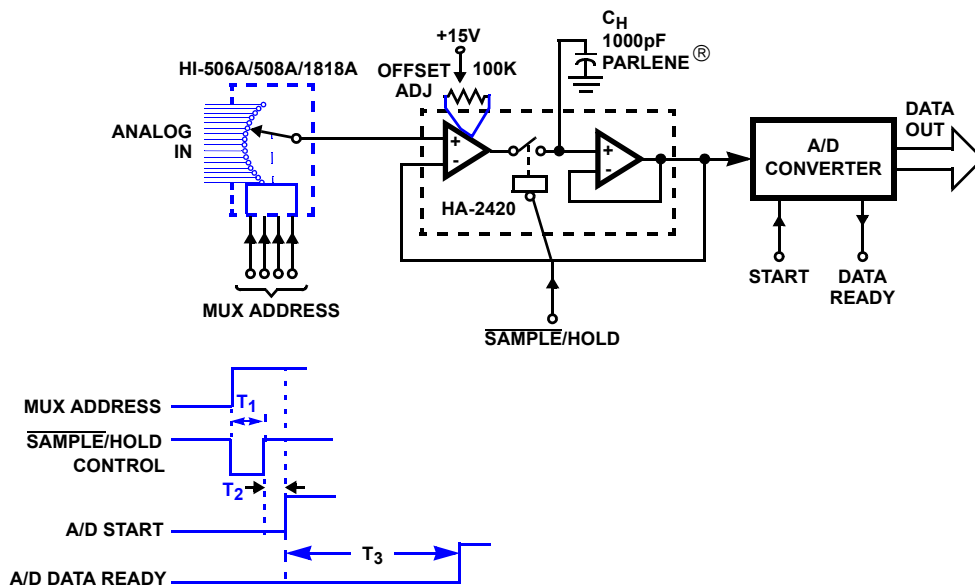 HI-506A/508A/1818A
ANALOG
IN
MUX ADDRESS
+15V
OFFSET
ADJ
100K
+
-
HA-2420
+
-
CH
1000pF
PARLENE®
SAMPLE/HOLD
A/D
CONVERTER
DATA
OUT
START
DATA
READY
MUX ADDRESS
T1
SAMPLE/HOLD
CONTROL
T2
A/D START
T3
A/D DATA READY